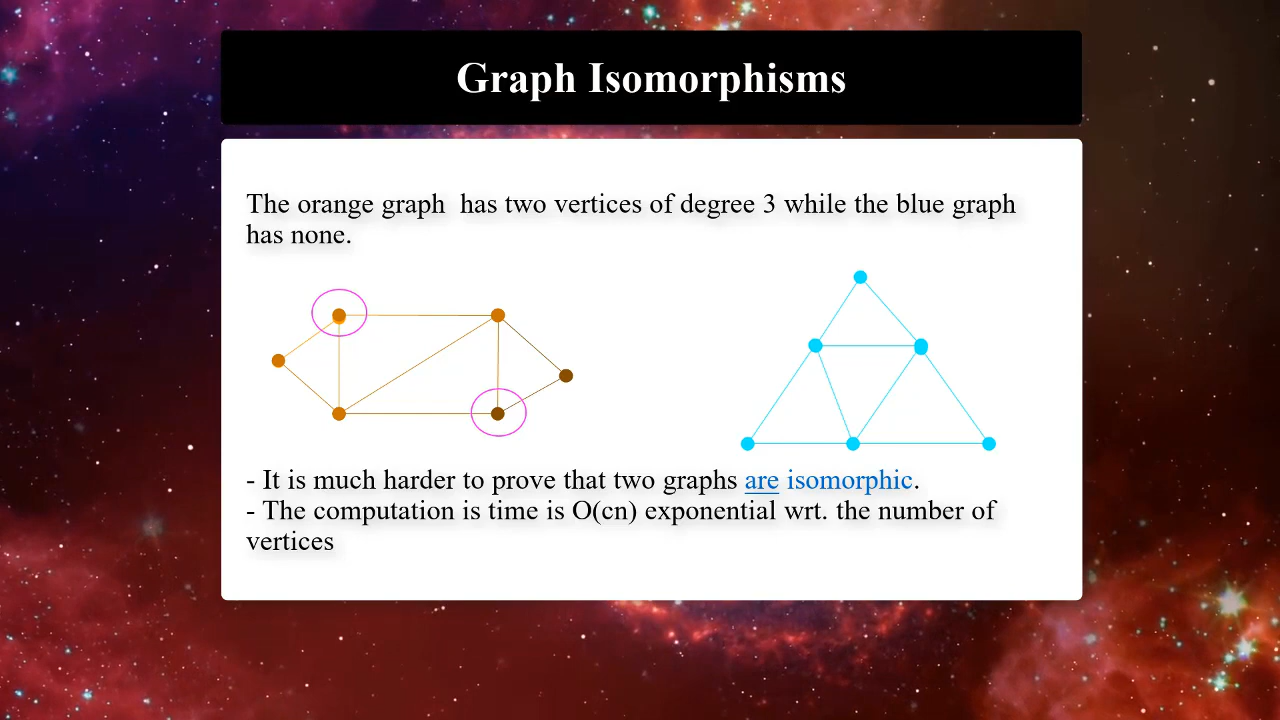 Graph Isomorphisms
The orange graph  has two vertices of degree 3 while the blue graph
has none.
- It is much harder to prove that two graphs are isomorphic.
- The computation is time is O(cn) exponential wrt. the number of
vertices